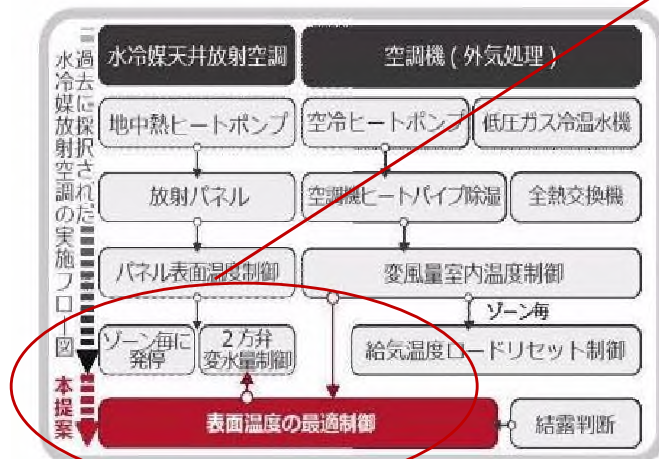 過去に採択された
水冷媒放射空調の実施フロー図
本提案
水冷媒天井放射空調
空調機(外気処理)
地中熱ヒートポンプ
空冷ヒートポンプ
低圧ガス冷温水機
放射パネル
空調機ヒートパイプ除湿
全熱交換機
パネル表面温度制御
変風量室内温度制御
ゾーン毎
ゾーン毎に
発停
2方弁
変水量制御
給気温度ロードリセット制御
表面温度の最適制御
結露判断